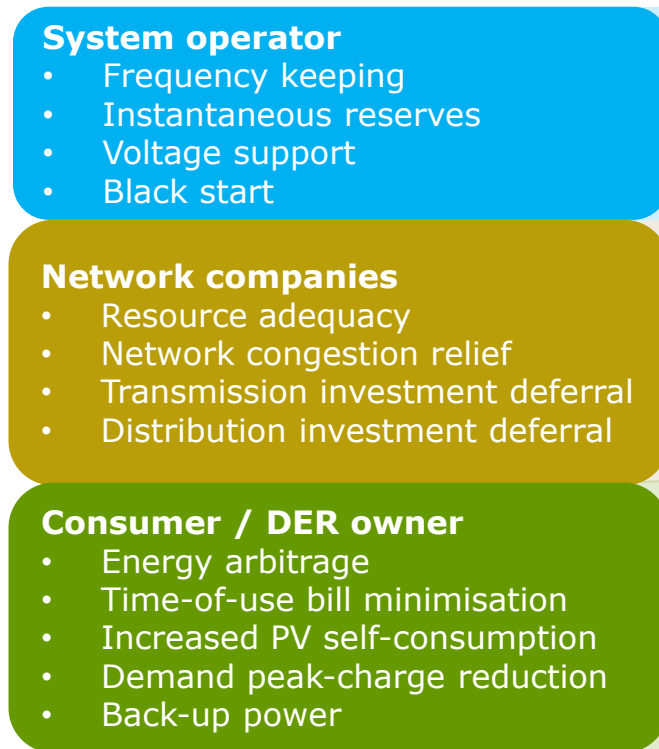 System operator
• Frequency keeping
• Instantaneous reserves
• Voltage support
• Black start
Network companies
• Resource adequacy
• Network congestion relief
• Transmission investment deferral
• Distribution investment deferral
Consumer / DER owner
• Energy arbitrage
• Time-of-use bill minimisation
• Increased PV self-consumption
• Demand peak-charge reduction
• Back-up power